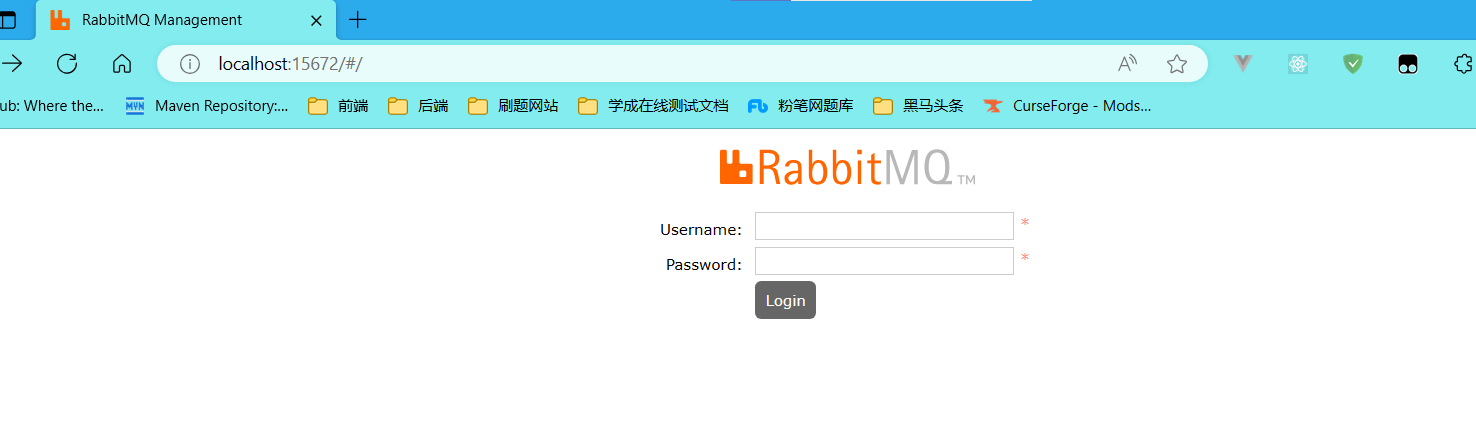 RabbitMQ Management
localhost:15672/#/
ub: Where the... Maven Repository:... 前端 后端 刷题网站 学成在线测试文档 粉笔网题库 黑马头条 CurseForge - Mods...
RabbitMQ™
Username: *
Password: *
Login